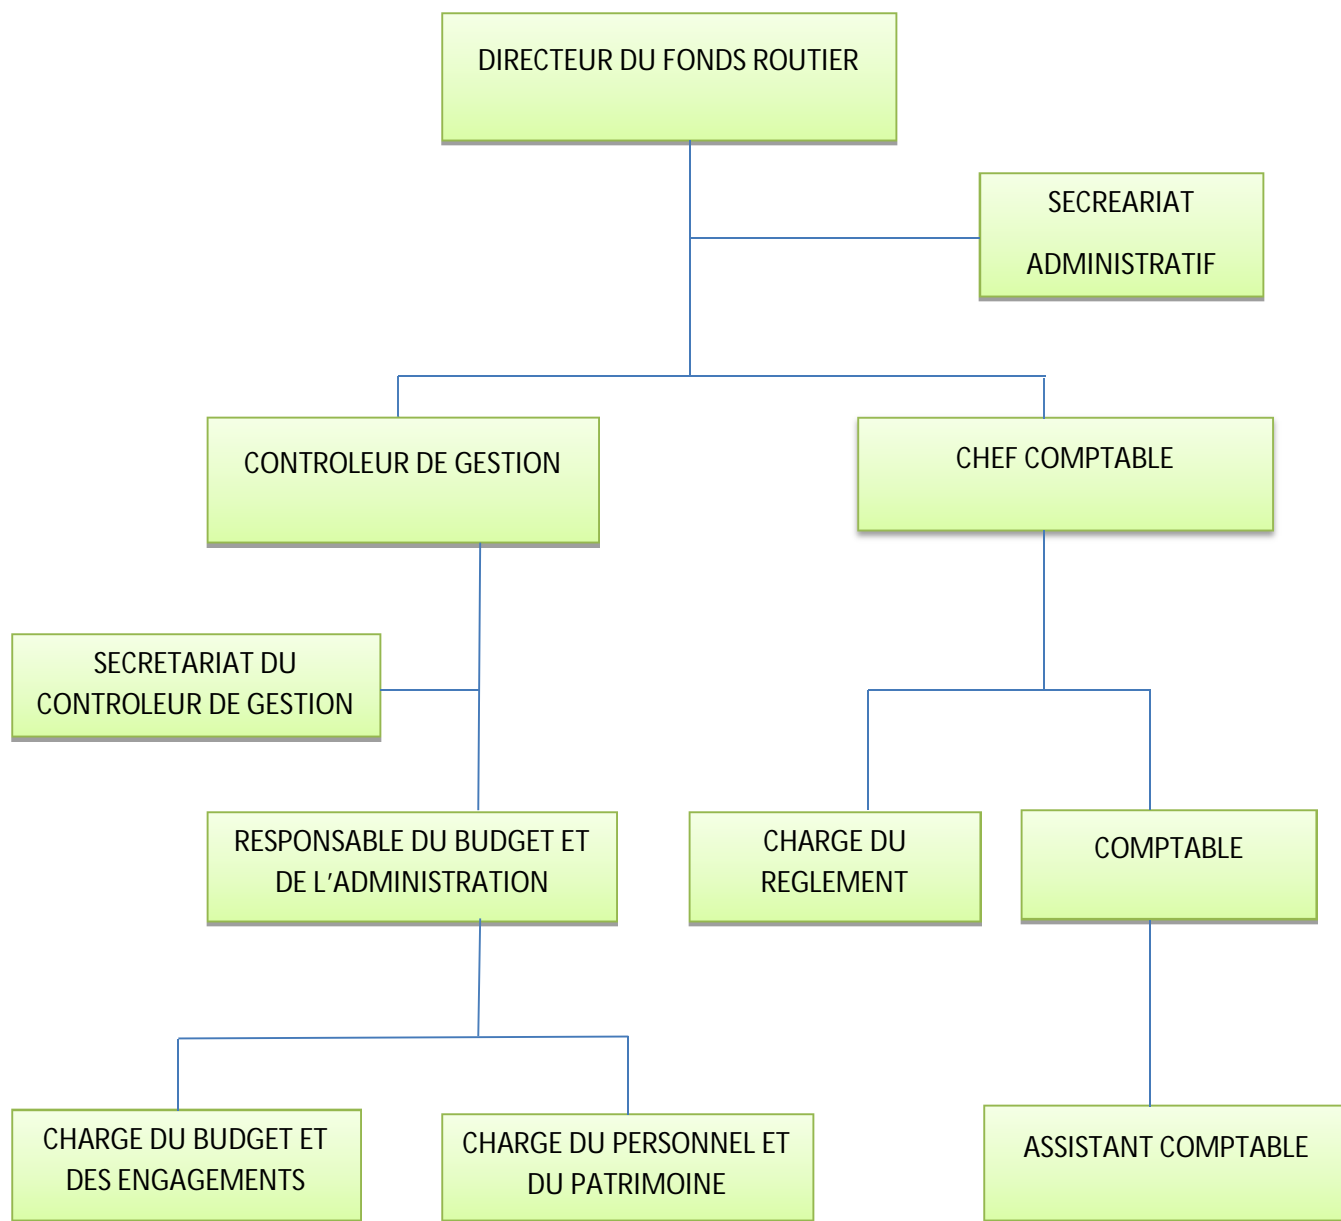 DIRECTEUR DU FONDS ROUTIER
SECREARIAT
ADMINISTRATIF
CONTROLEUR DE GESTION
CHEF COMPTABLE
SECRETARIAT DU
CONTROLEUR DE GESTION
RESPONSABLE DU BUDGET ET
DE L’ADMINISTRATION
CHARGE DU
REGLEMENT
COMPTABLE
CHARGE DU BUDGET ET
DES ENGAGEMENTS
CHARGE DU PERSONNEL ET
DU PATRIMOINE
ASSISTANT COMPTABLE